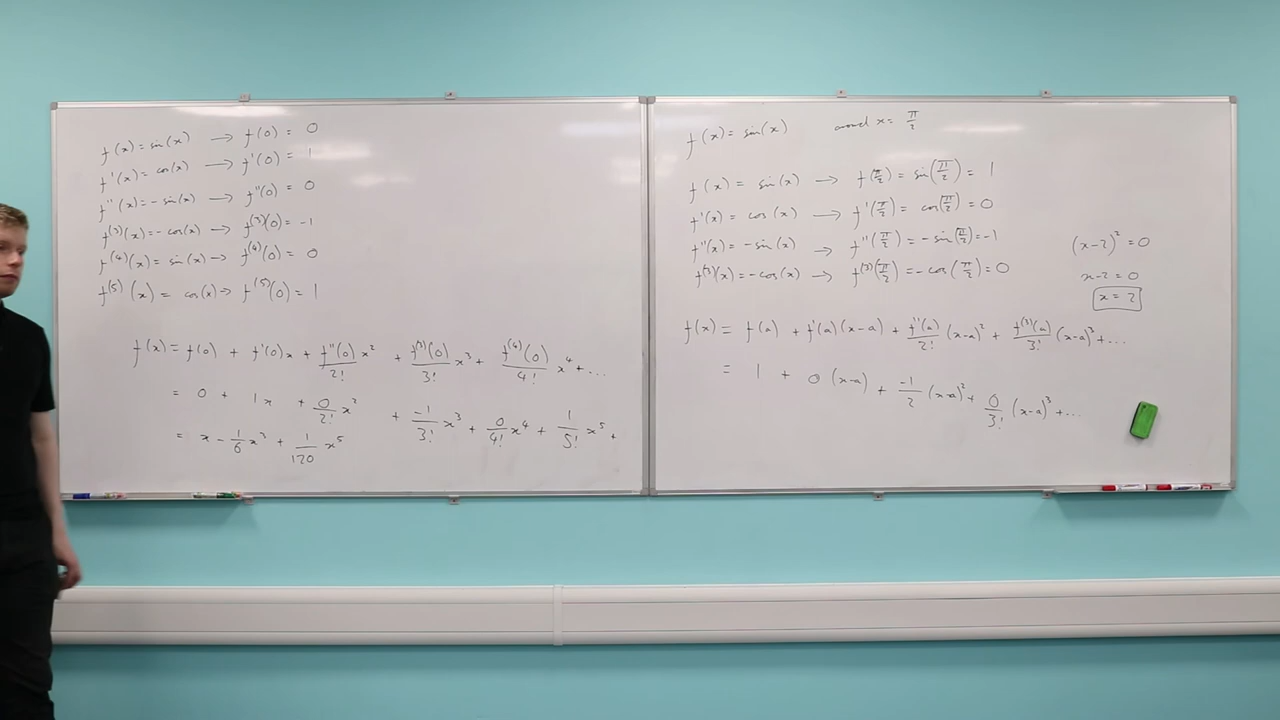 f(x) = sin(x) → f(0) = 0
f'(x) = cos(x) → f'(0) = 1
f''(x) = -sin(x) → f''(0) = 0
f⁽³⁾(x) = -cos(x) → f⁽³⁾(0) = -1
f⁽⁴⁾(x) = sin(x) → f⁽⁴⁾(0) = 0
f⁽⁵⁾(x) = cos(x) → f⁽⁵⁾(0) = 1
f(x) = f(0) + f'(0)x + f''(0)/2! x² + f⁽³⁾(0)/3! x³ + f⁽⁴⁾(0)/4! x⁴ + ...
= 0 + 1x + 0/2! x² + -1/3! x³ + 0/4! x⁴ + 1/5! x⁵ +
= x - 1/6 x³ + 1/120 x⁵
f(x) = sin(x) around x = π/2
f(x) = sin(x) → f(π/2) = sin(π/2) = 1
f'(x) = cos(x) → f'(π/2) = cos(π/2) = 0
f''(x) = -sin(x) → f''(π/2) = -sin(π/2) = -1
f⁽³⁾(x) = -cos(x) → f⁽³⁾(π/2) = -cos(π/2) = 0
(x-2)² = 0
x-2 = 0
x = 2
f(x) = f(a) + f'(a)(x-a) + f''(a)/2! (x-a)² + f⁽³⁾(a)/3! (x-a)³ + ...
= 1 + 0(x-a) + -1/2 (x-a)² + 0/3! (x-a)³ + ...